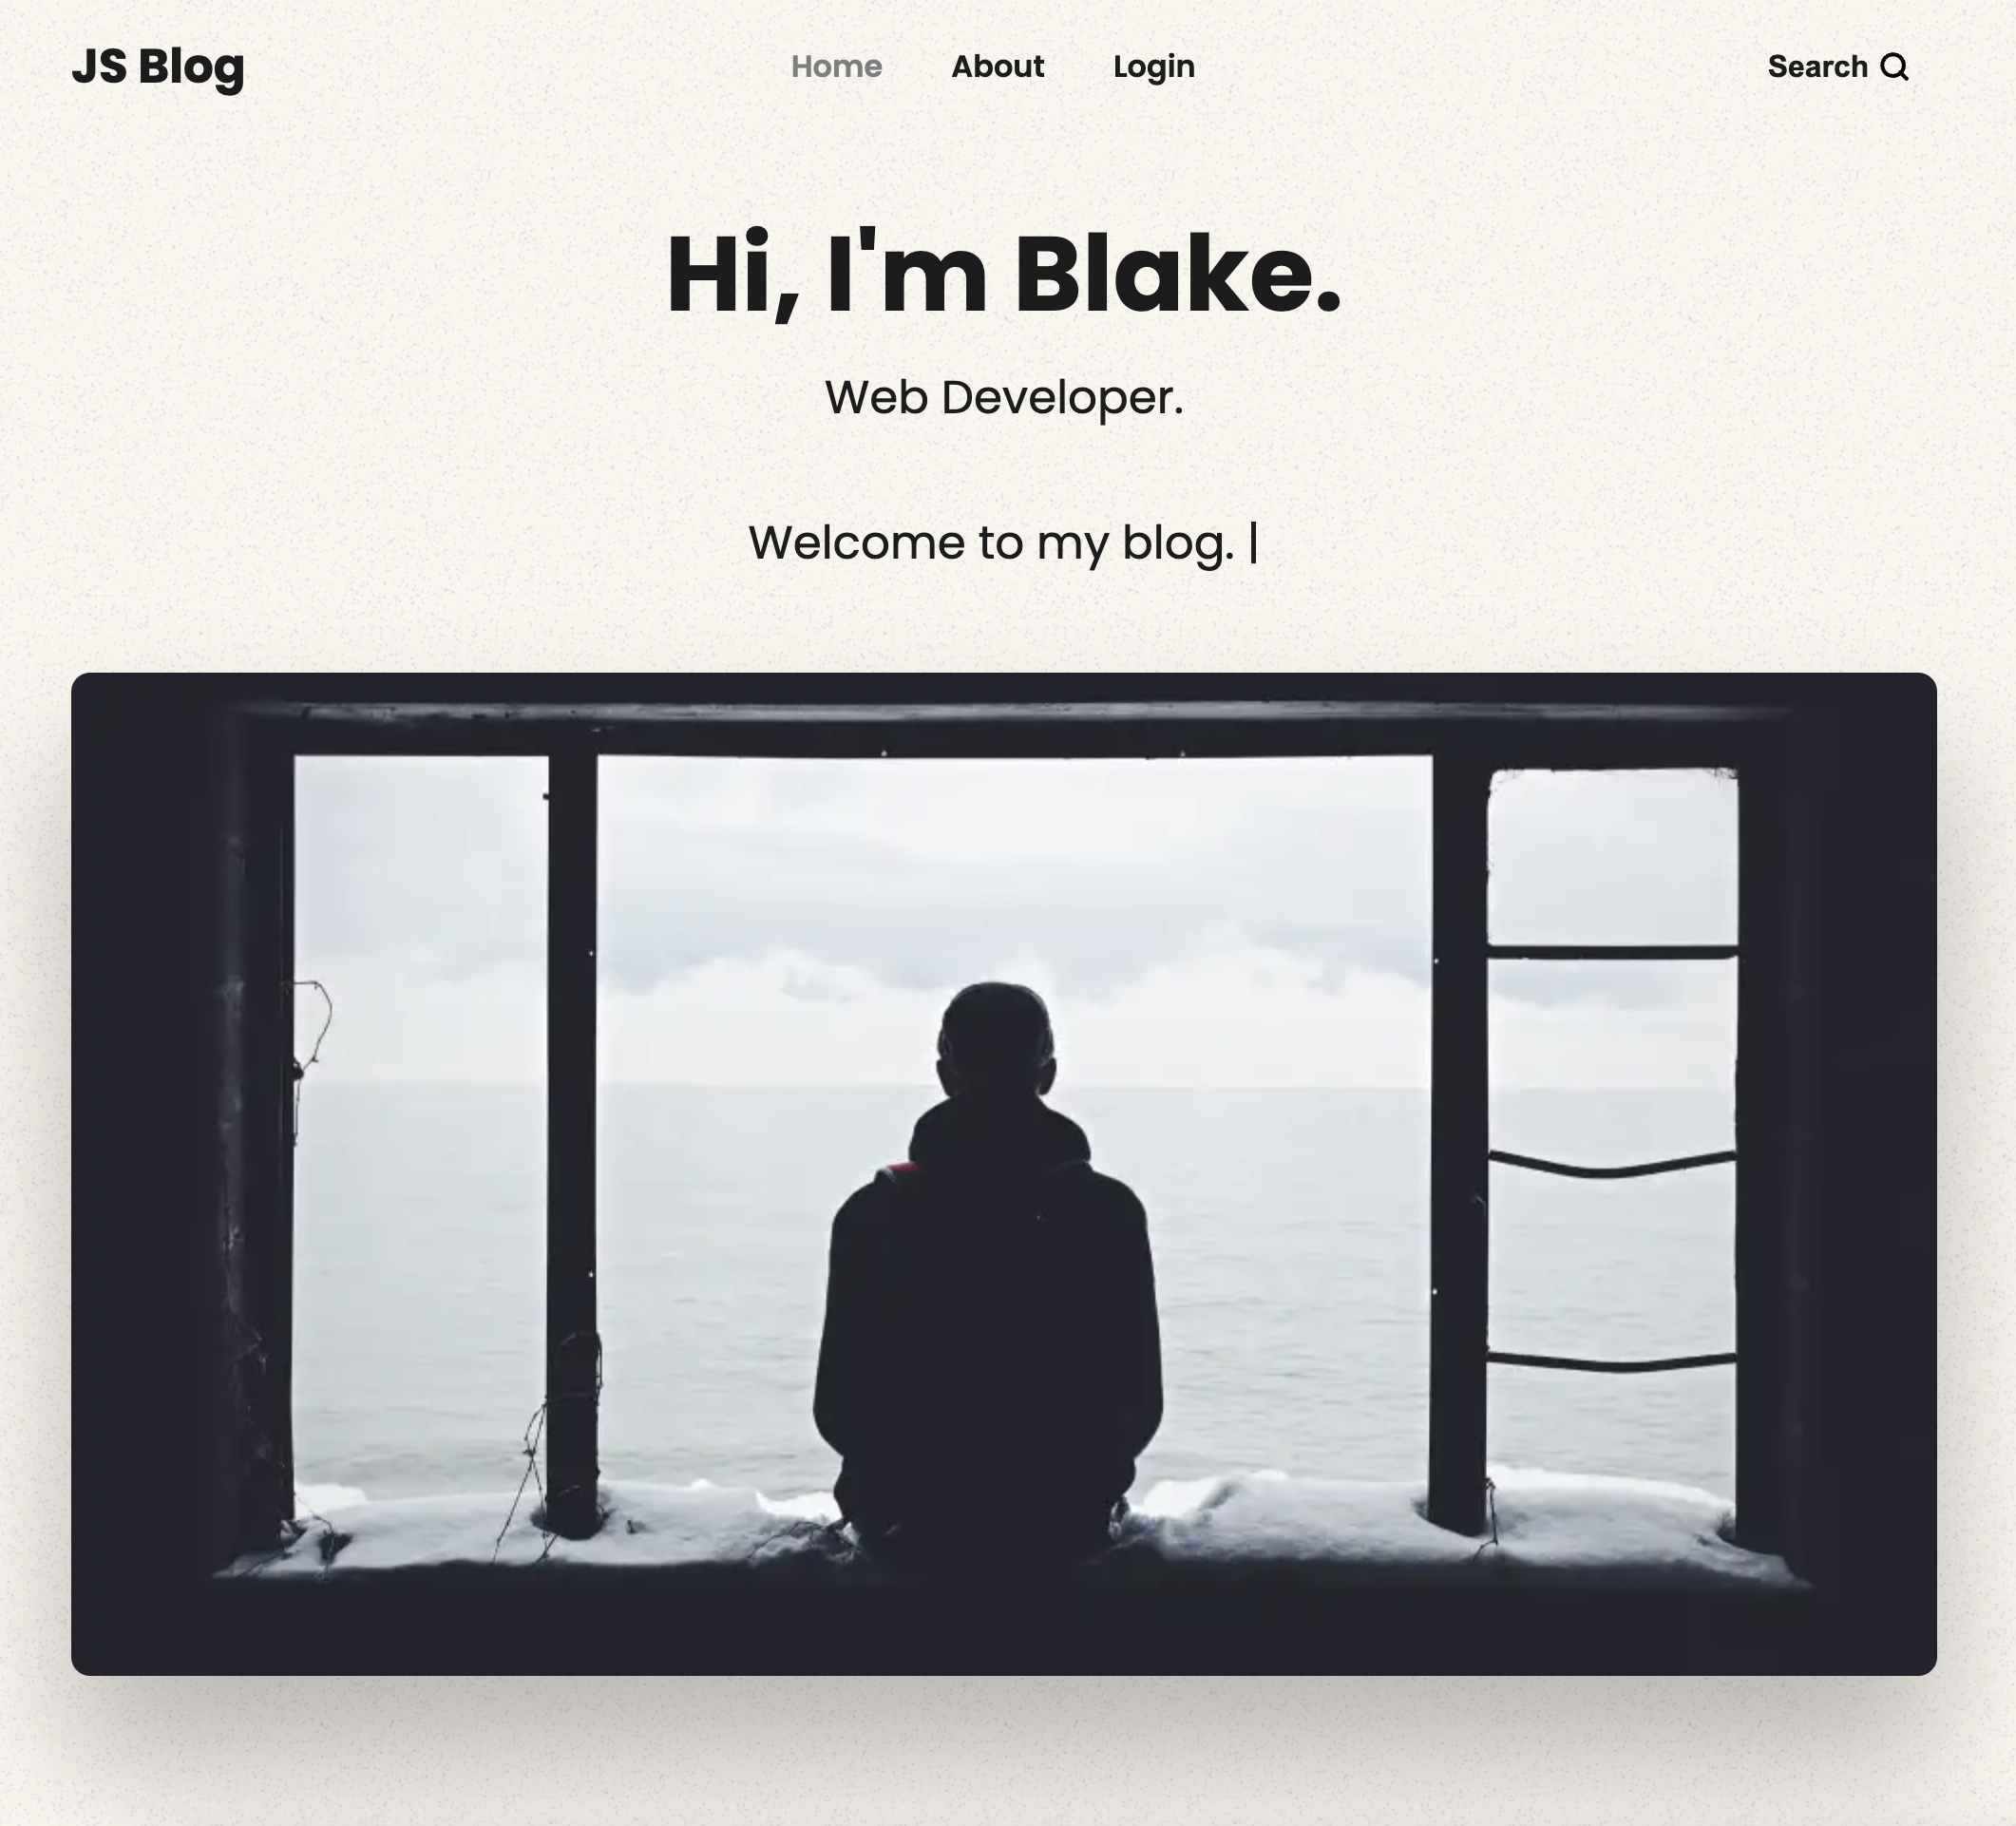 JS Blog
Home About Login
Search
Hi, I'm Blake.
Web Developer.
Welcome to my blog. |